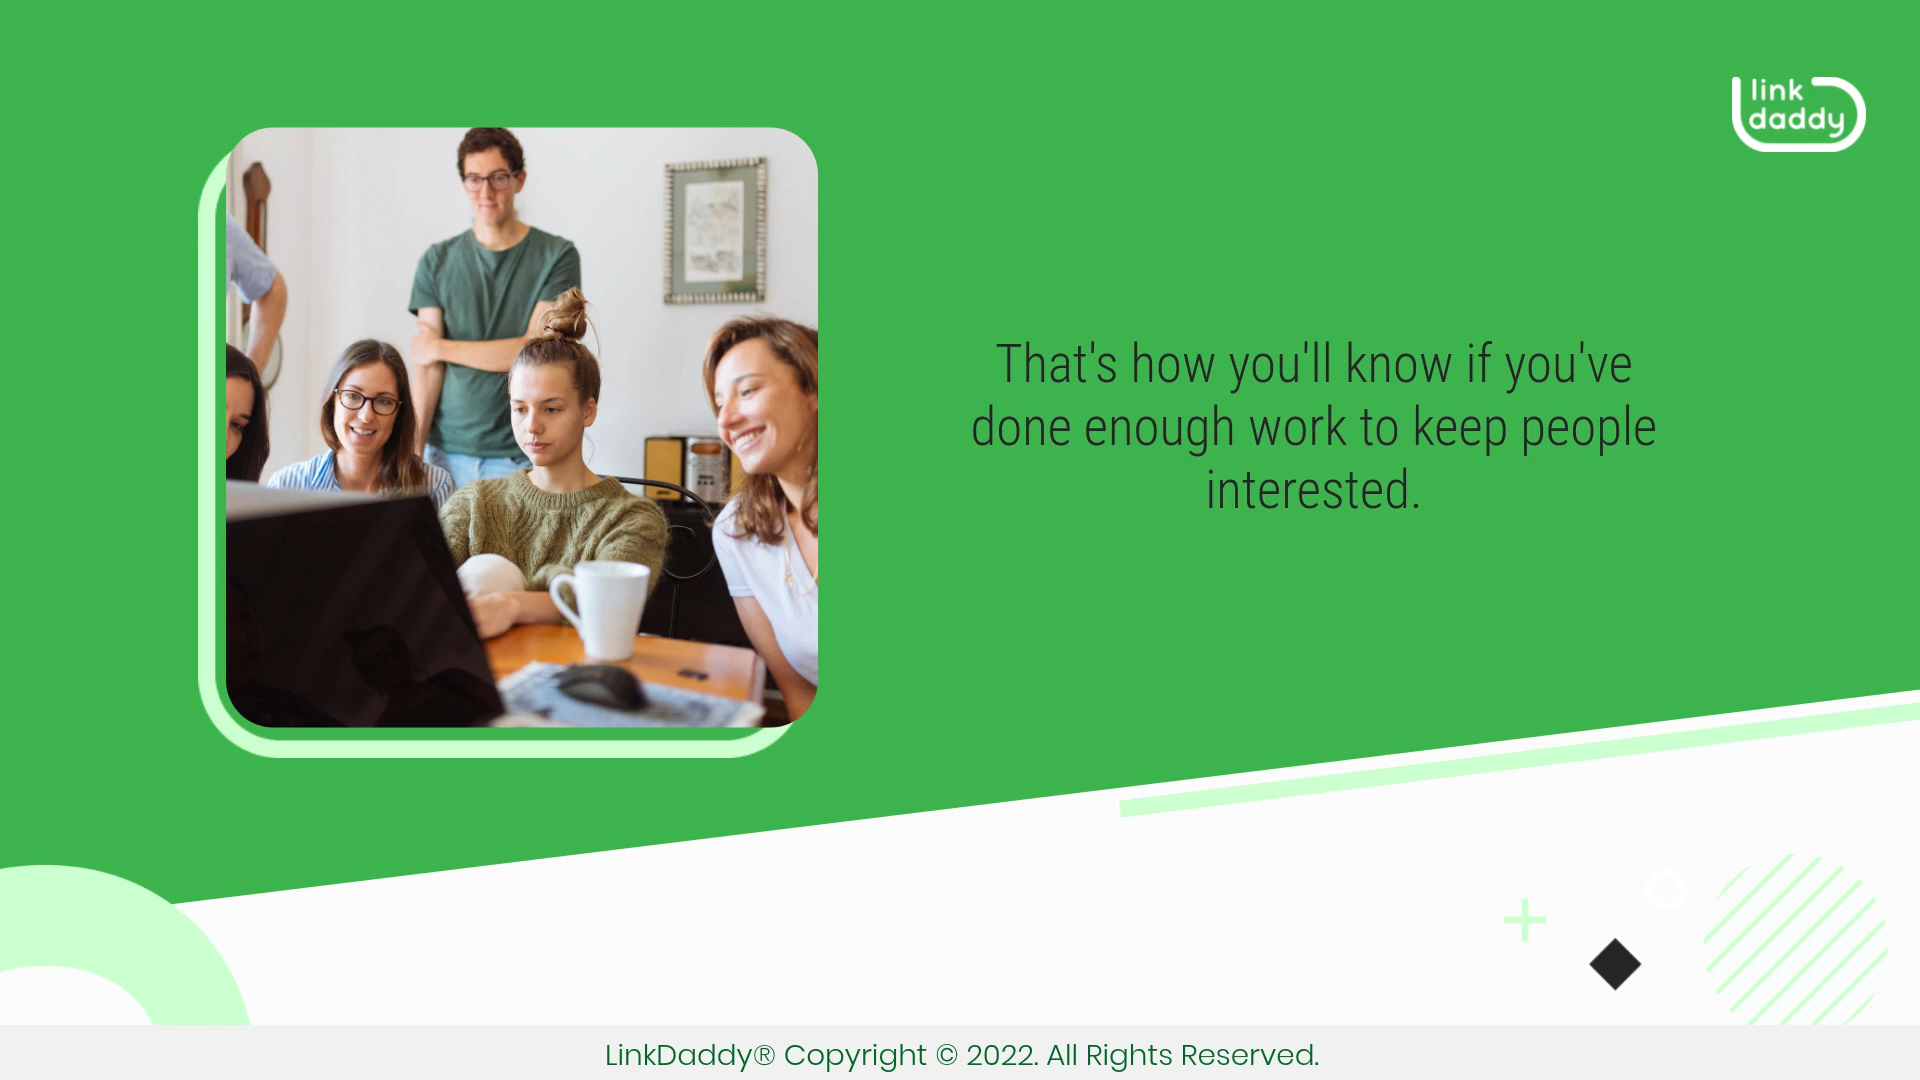 link
daddy
That's how you'll know if you've
done enough work to keep people
interested.
LinkDaddy® Copyright © 2022. All Rights Reserved.